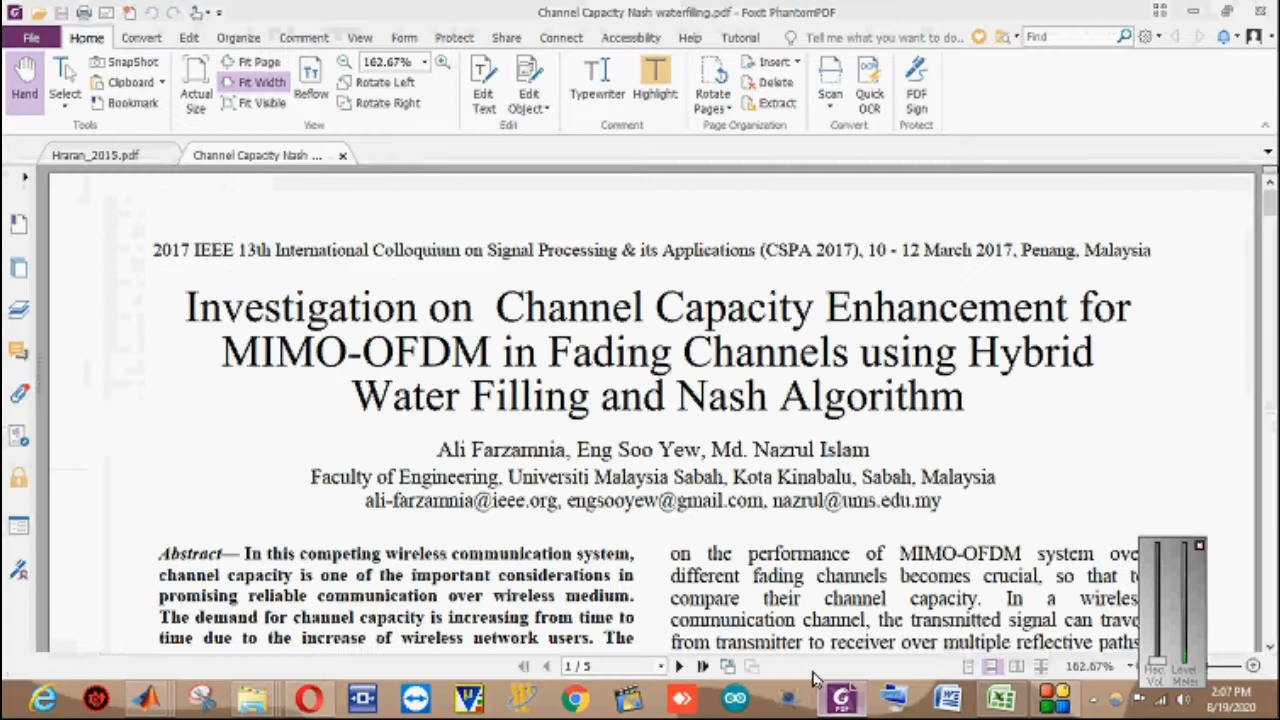 Channel Capacity Nash waterfilling.pdf - Foxit PhantomPDF
File Home Convert Edit Organize Comment View Form Protect Share Connect Accessibility Help Tutorial Tell me what you want to do.. Find
SnapShot Fit Page 162.67% Insert
Clipboard Fit Width Rotate Left Delete
Bookmark Fit Visible Rotate Right Extract
Hand Select Actual Size Reflow Edit Text Edit Object Typewriter Highlight Rotate Pages Scan Quick OCR PDF Sign
Tools View Edit Comment Page Organization Convert Protect
Hraran_2015.pdf Channel Capacity Nash ...
2017 IEEE 13th International Colloquium on Signal Processing & its Applications (CSPA 2017), 10 - 12 March 2017, Penang, Malaysia
Investigation on Channel Capacity Enhancement for
MIMO-OFDM in Fading Channels using Hybrid
Water Filling and Nash Algorithm
Ali Farzamnia, Eng Soo Yew, Md. Nazrul Islam
Faculty of Engineering, Universiti Malaysia Sabah, Kota Kinabalu, Sabah, Malaysia
ali-farzamnia@ieee.org, engsooyew@gmail.com, nazrul@ums.edu.my
Abstract— In this competing wireless communication system,
channel capacity is one of the important considerations in
promising reliable communication over wireless medium.
The demand for channel capacity is increasing from time to
time due to the increase of wireless network users. The
on the performance of MIMO-OFDM system ove
different fading channels becomes crucial, so that t
compare their channel capacity. In a wireles
communication channel, the transmitted signal can trave
from transmitter to receiver over multiple reflective paths
1 / 5 162.67%
Rec. Vol Level Meter
PDF
2:07 PM
8/19/2020